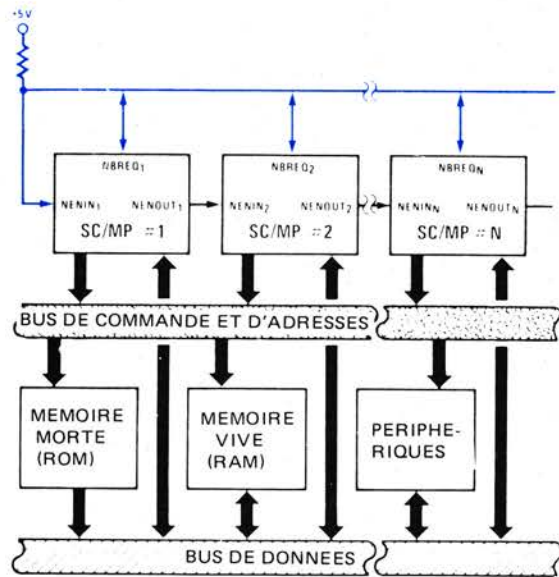 +5V
NBREQ1
NBREQ2
NBREQN
NENIN1 NENOUT1
NENIN2 NENOUT2
NENINN NENOUTN
SC/MP #1
SC/MP #2
SC/MP #N
BUS DE COMMANDE ET D'ADRESSES
MEMOIRE
MORTE
(ROM)
MEMOIRE
VIVE
(RAM)
PERIPHE-
RIQUES
BUS DE DONNEES